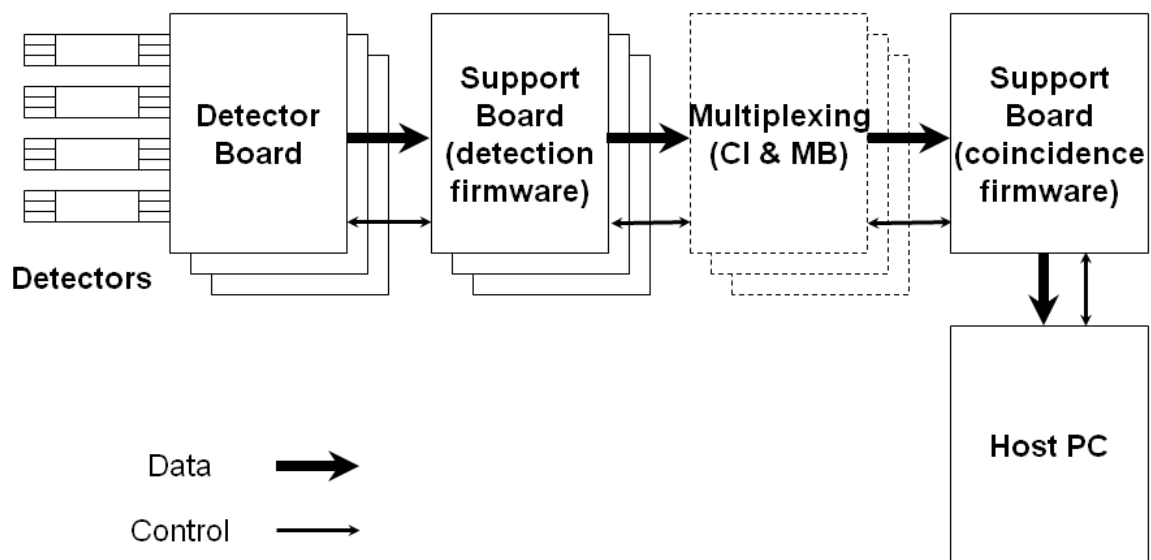 Detectors
Detector
Board
Support
Board
(detection
firmware)
Multiplexing
(CI & MB)
Support
Board
(coincidence
firmware)
Host PC
Data
Control